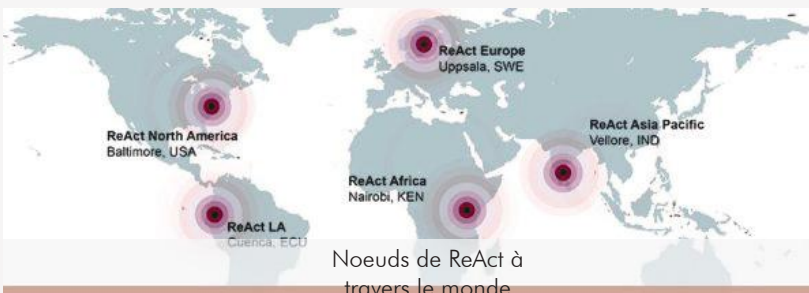 ReAct Europe
Uppsala, SWE
ReAct North America
Baltimore, USA
ReAct Asia Pacific
Vellore, IND
ReAct Africa
Nairobi, KEN
ReAct LA
Cuenca, ECU
Noeuds de ReAct à
travers le monde